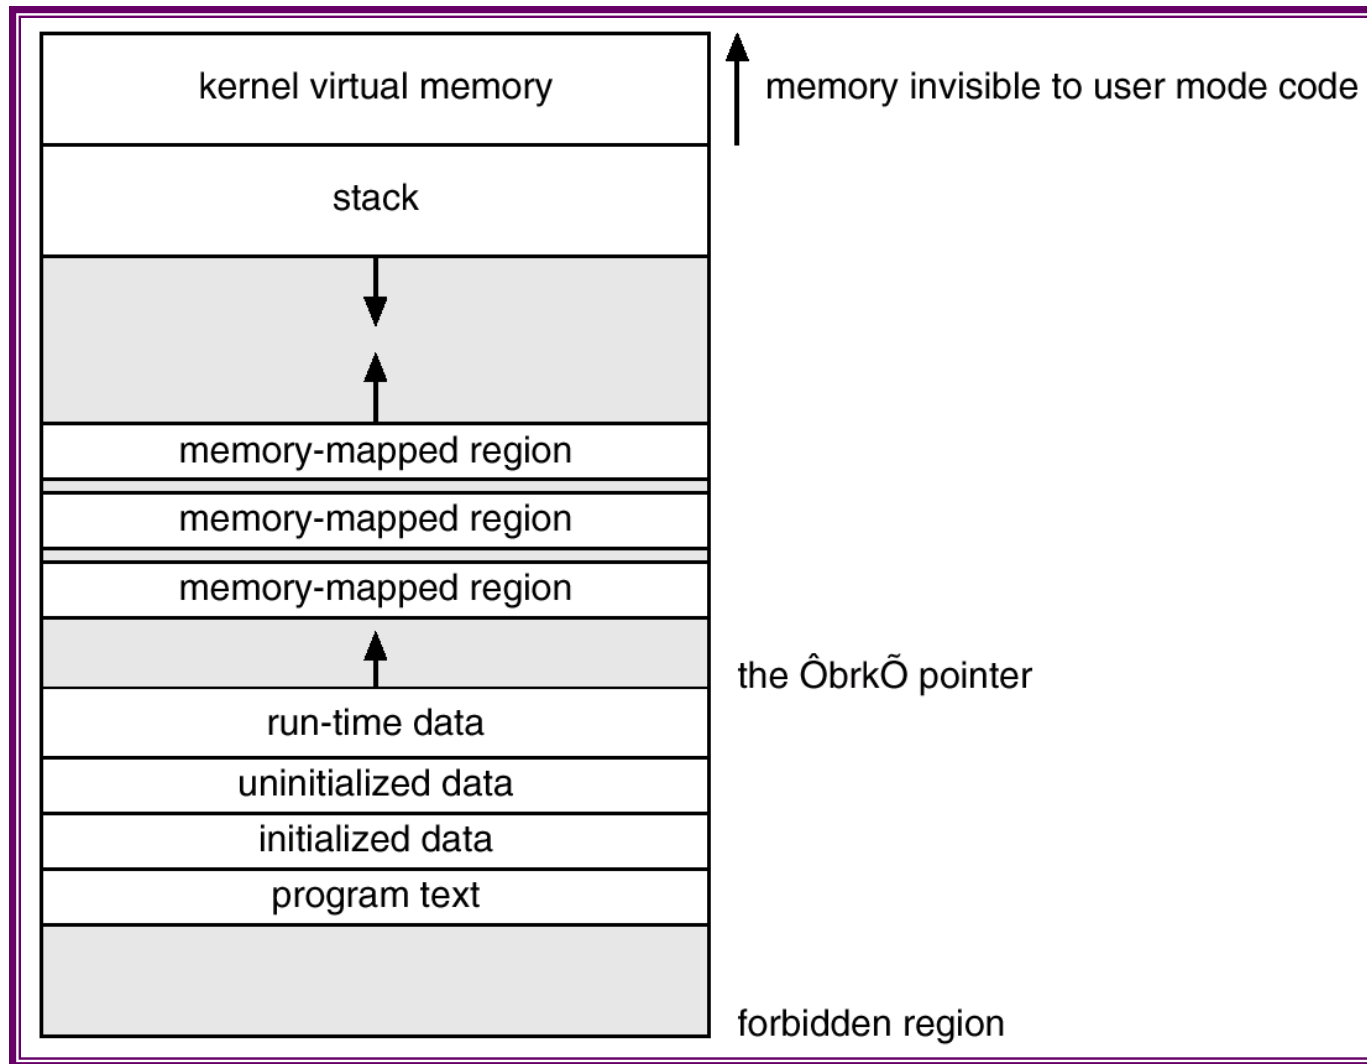 kernel virtual memory
memory invisible to user mode code
stack
memory-mapped region
memory-mapped region
memory-mapped region
the ÔbrkÕ pointer
run-time data
uninitialized data
initialized data
program text
forbidden region